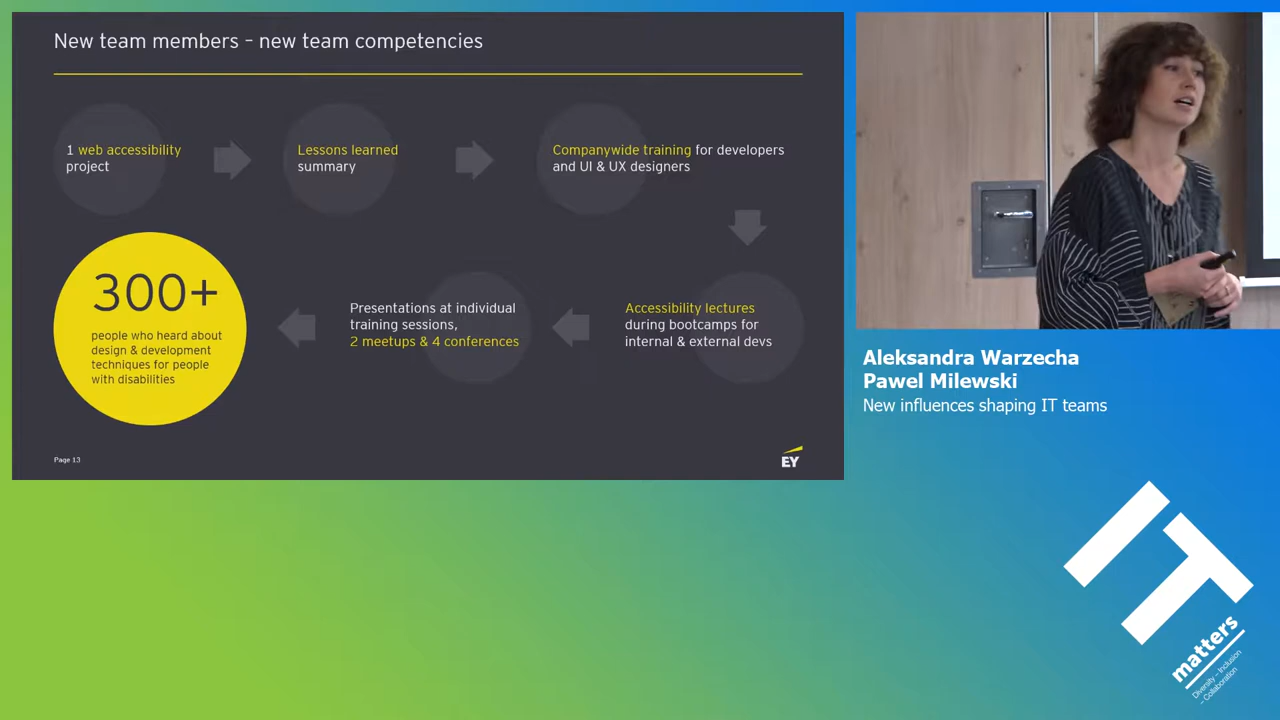 New team members – new team competencies
1 web accessibility
project
Lessons learned
summary
Companywide training for developers
and UI & UX designers
300+
people who heard about
design & development
techniques for people
with disabilities
Presentations at individual
training sessions,
2 meetups & 4 conferences
Accessibility lectures
during bootcamps for
internal & external devs
Page 13
EY
Aleksandra Warzecha
Pawel Milewski
New influences shaping IT teams
IT
matters
Diversity – Inclusion
– Collaboration